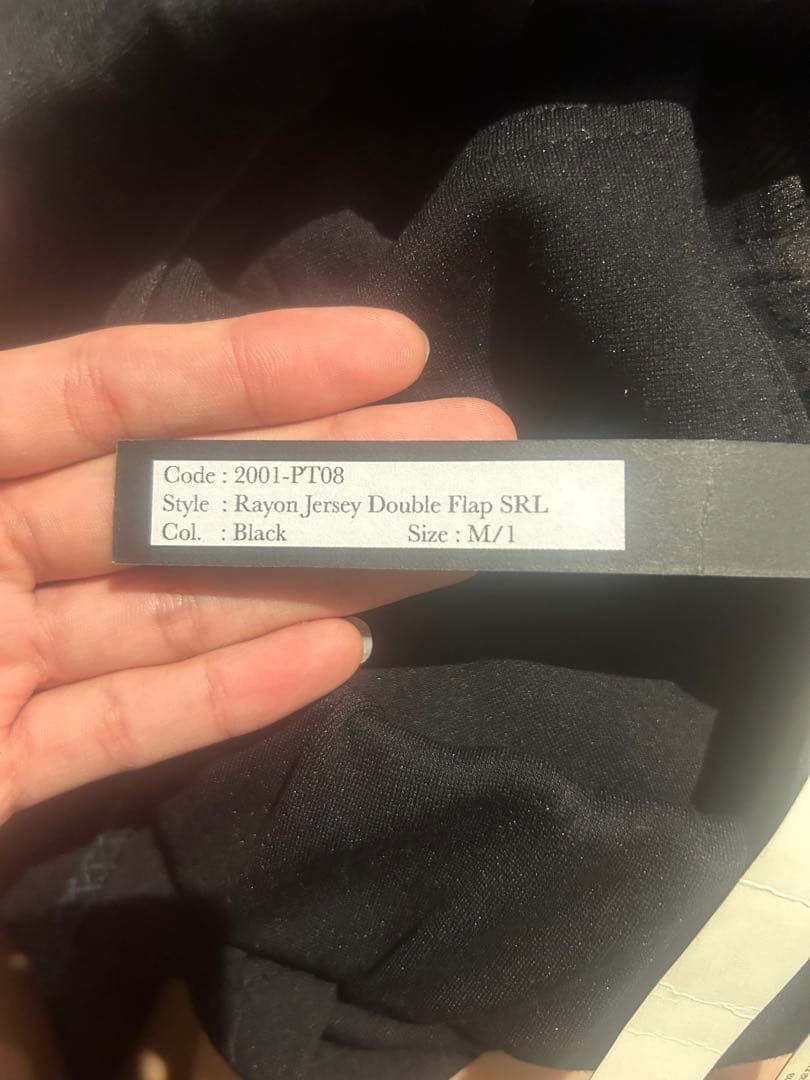 Code : 2001-PT08
Style : Rayon Jersey Double Flap SRL
Col. : Black Size : M/1